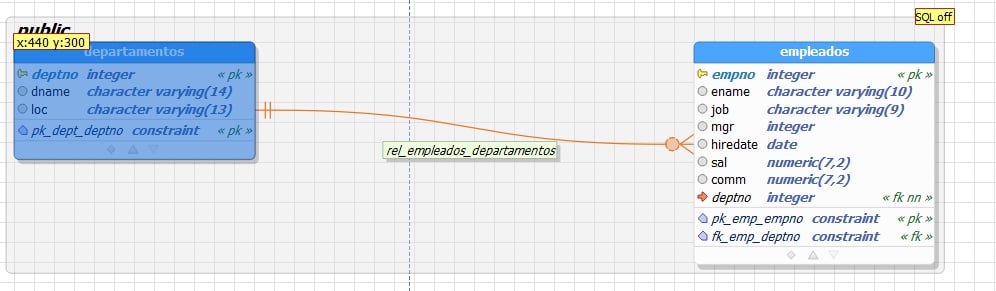 SQL off
public
x:440 y:300
departamentos
deptno integer « pk »
dname character varying(14)
loc character varying(13)
pk_dept_deptno constraint « pk »
rel_empleados_departamentos
empleados
empno integer « pk »
ename character varying(10)
job character varying(9)
mgr integer
hiredate date
sal numeric(7,2)
comm numeric(7,2)
deptno integer « fk nn »
pk_emp_empno constraint « pk »
fk_emp_deptno constraint « fk »